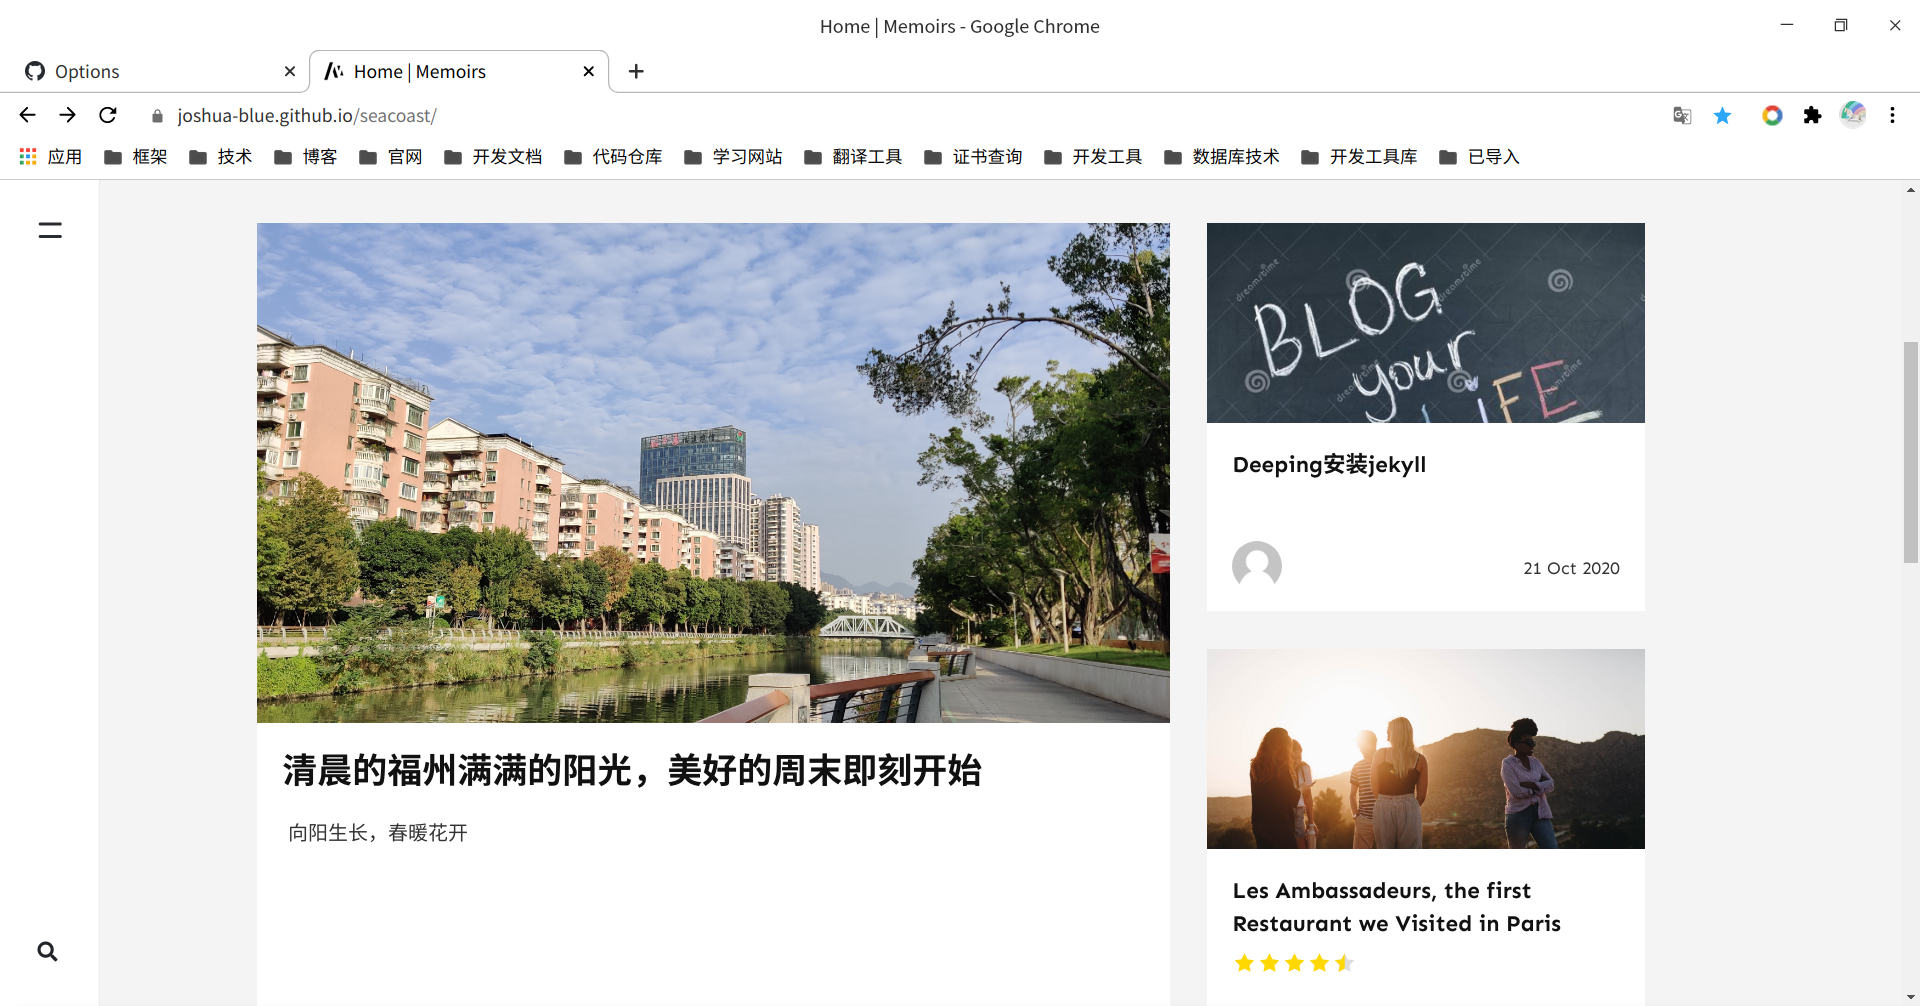 Home | Memoirs - Google Chrome
Options
Home | Memoirs
joshua-blue.github.io/seacoast/
应用 框架 技术 博客 官网 开发文档 代码仓库 学习网站 翻译工具 证书查询 开发工具 数据库技术 开发工具库 已导入
BLOG
your
LIFE
dreamstime
dreamstime
dreamstime
dreamstime
Deeping安装jekyll
21 Oct 2020
清晨的福州满满的阳光，美好的周末即刻开始
向阳生长，春暖花开
Les Ambassadeurs, the first
Restaurant we Visited in Paris